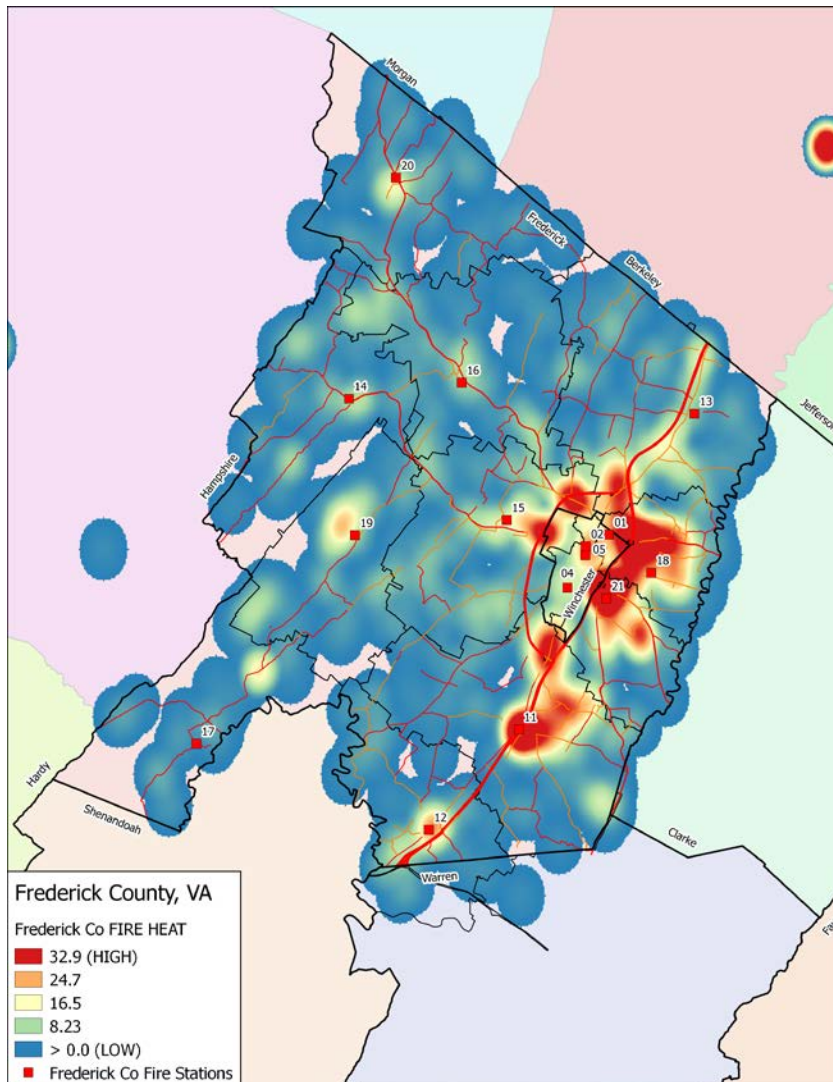 Morgan
20
Frederick
Berkeley
16
14
13
Jefferson
Hampshire
15
01
19
02
05
18
04
21
Winchester
11
17
Hardy
12
Shenandoah
Clarke
Warren
Fa
Frederick County, VA
Frederick Co FIRE HEAT
32.9 (HIGH)
24.7
16.5
8.23
> 0.0 (LOW)
Frederick Co Fire Stations